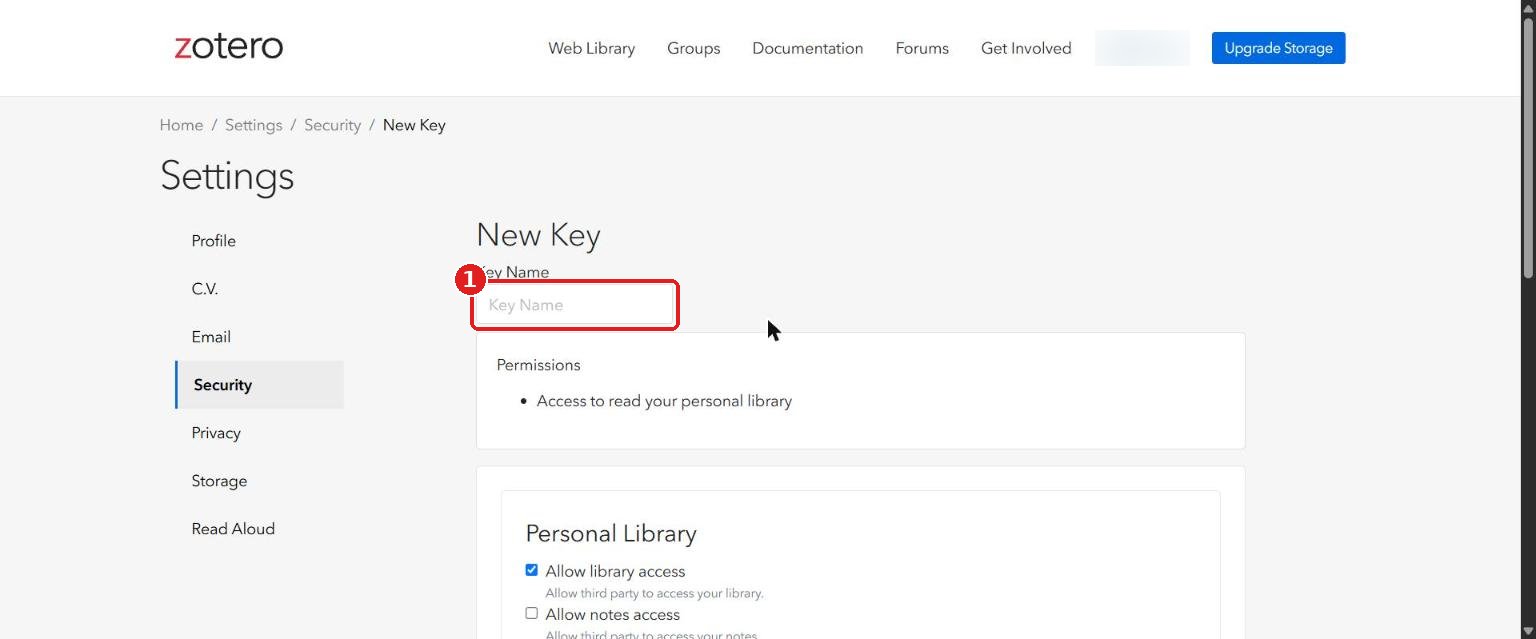 zotero
Web Library Groups Documentation Forums Get Involved Upgrade Storage
Home / Settings / Security / New Key
Settings
Profile
C.V.
Email
Security
Privacy
Storage
Read Aloud
New Key
1
Key Name
Key Name
Permissions
• Access to read your personal library
Personal Library
Allow library access
Allow third party to access your library.
Allow notes access
Allow third party to access your notes.